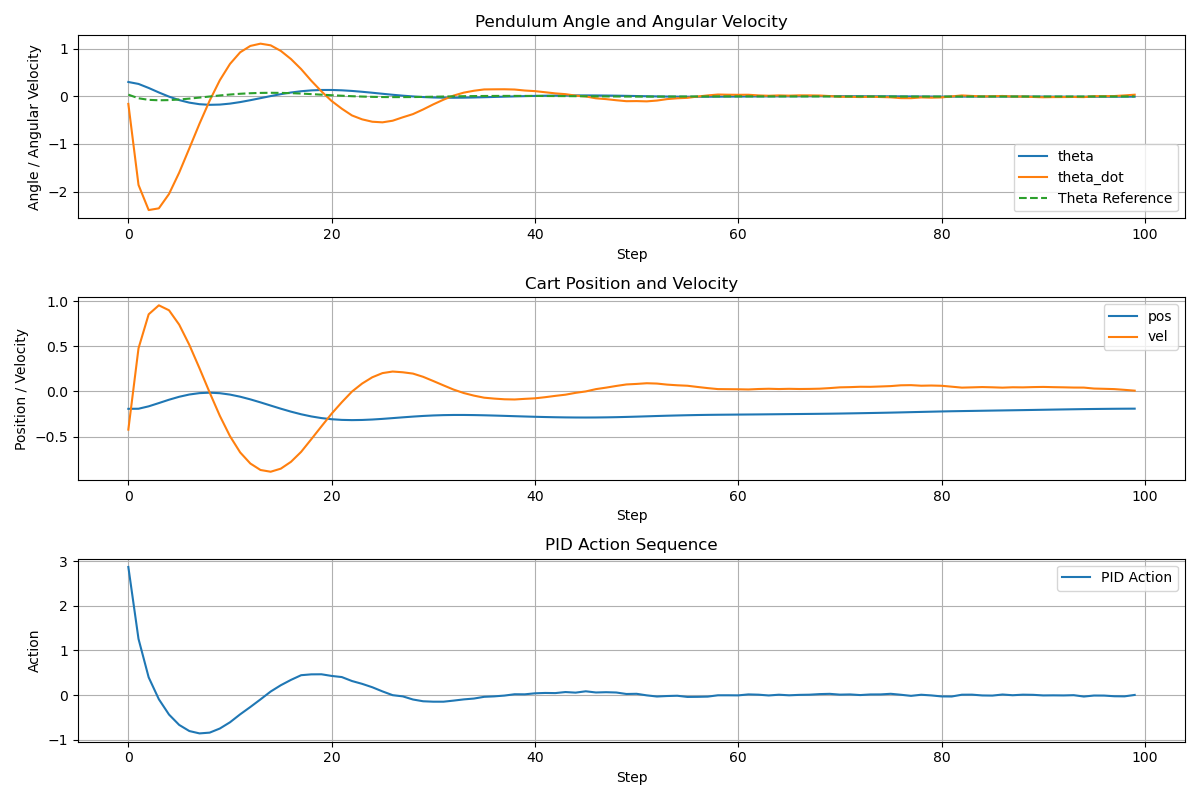 Pendulum Angle and Angular Velocity
Angle / Angular Velocity
1
0
−1
−2
theta
theta_dot
Theta Reference
0 20 40 60 80 100
Step
Cart Position and Velocity
Position / Velocity
1.0
0.5
0.0
−0.5
pos
vel
0 20 40 60 80 100
Step
PID Action Sequence
Action
3
2
1
0
−1
PID Action
0 20 40 60 80 100
Step